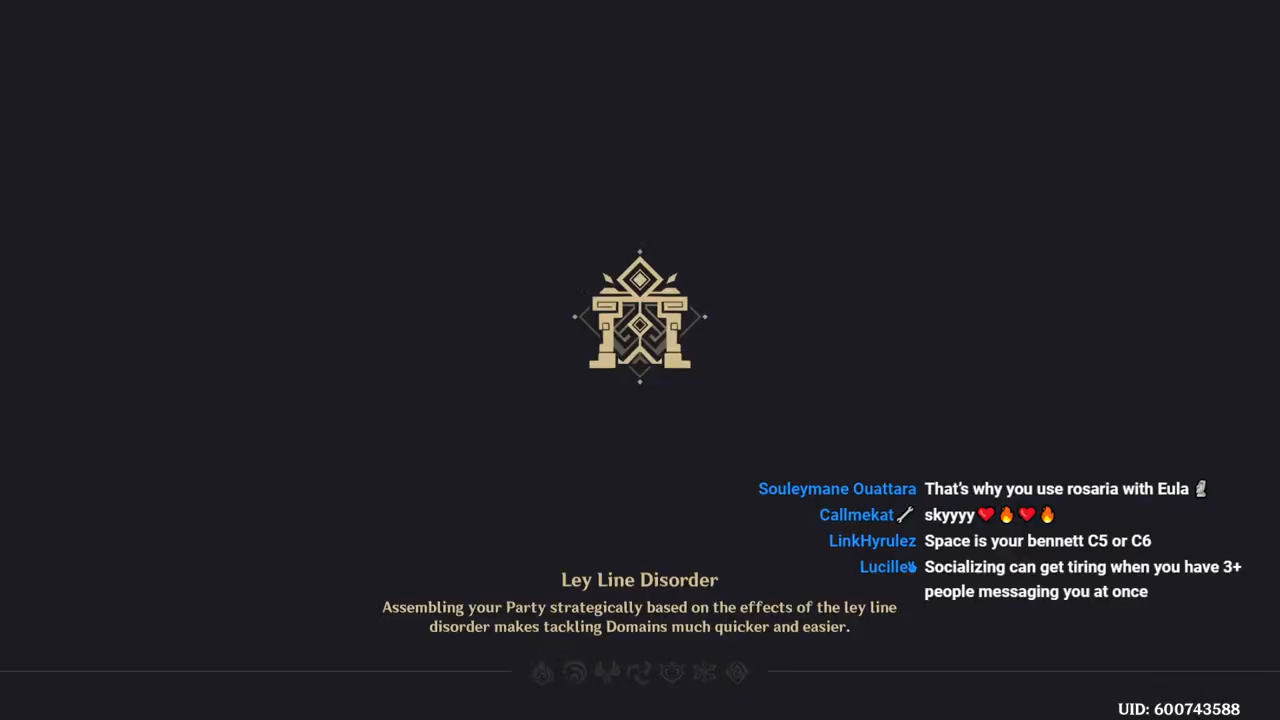 Souleymane Ouattara That's why you use rosaria with Eula 🗿
Callmekat🔧 skyyyy❤️🔥❤️🔥
LinkHyrulez Space is your bennett C5 or C6
Lucille Socializing can get tiring when you have 3+
people messaging you at once
Ley Line Disorder
Assembling your Party strategically based on the effects of the ley line
disorder makes tackling Domains much quicker and easier.
UID: 600743588